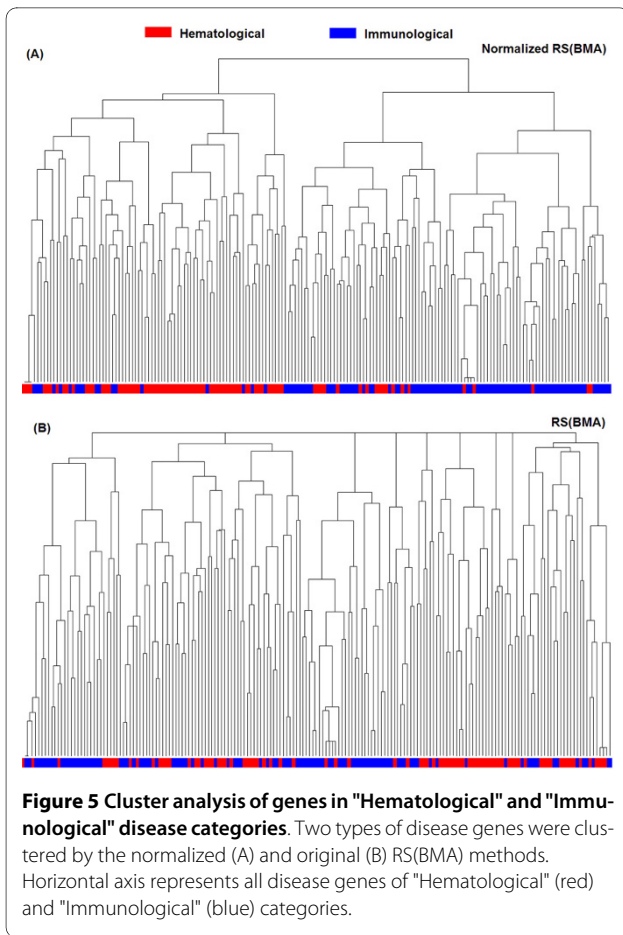 Hematological Immunological
(A) Normalized RS(BMA)
(B) RS(BMA)
Figure 5 Cluster analysis of genes in "Hematological" and "Immu-
nological" disease categories. Two types of disease genes were clus-
tered by the normalized (A) and original (B) RS(BMA) methods.
Horizontal axis represents all disease genes of "Hematological" (red)
and "Immunological" (blue) categories.